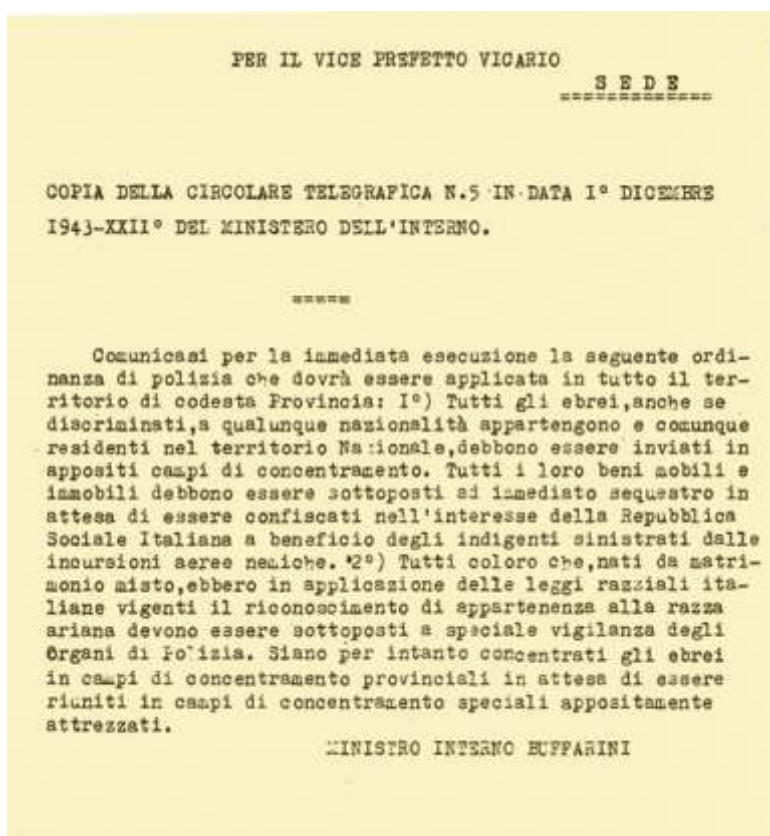 PER IL VICE PREFETTO VICARIO
S E D E
=============
COPIA DELLA CIRCOLARE TELEGRAFICA N.5 IN DATA I° DICEMBRE
I943-XXII° DEL MINISTERO DELL'INTERNO.
=====
Comunicasi per la immediata esecuzione la seguente ordi-
nanza di polizia che dovrà essere applicata in tutto il ter-
ritorio di codesta Provincia: I°) Tutti gli ebrei,anche se
discriminati,a qualunque nazionalità appartengono e comunque
residenti nel territorio Nazionale,debbono essere inviati in
appositi campi di concentramento. Tutti i loro beni mobili e
immobili debbono essere sottoposti ad immediato sequestro in
attesa di essere confiscati nell'interesse della Repubblica
Sociale Italiana a beneficio degli indigenti sinistrati dalle
incursioni aeree nemiche. 2°) Tutti coloro che,nati da matri-
monio misto,ebbero in applicazione delle leggi razziali ita-
liane vigenti il riconoscimento di appartenenza alla razza
ariana devono essere sottoposti a speciale vigilanza degli
Organi di Polizia. Siano per intanto concentrati gli ebrei
in campi di concentramento provinciali in attesa di essere
riuniti in campi di concentramento speciali appositamente
attrezzati.
MINISTRO INTERNO BUFFARINI